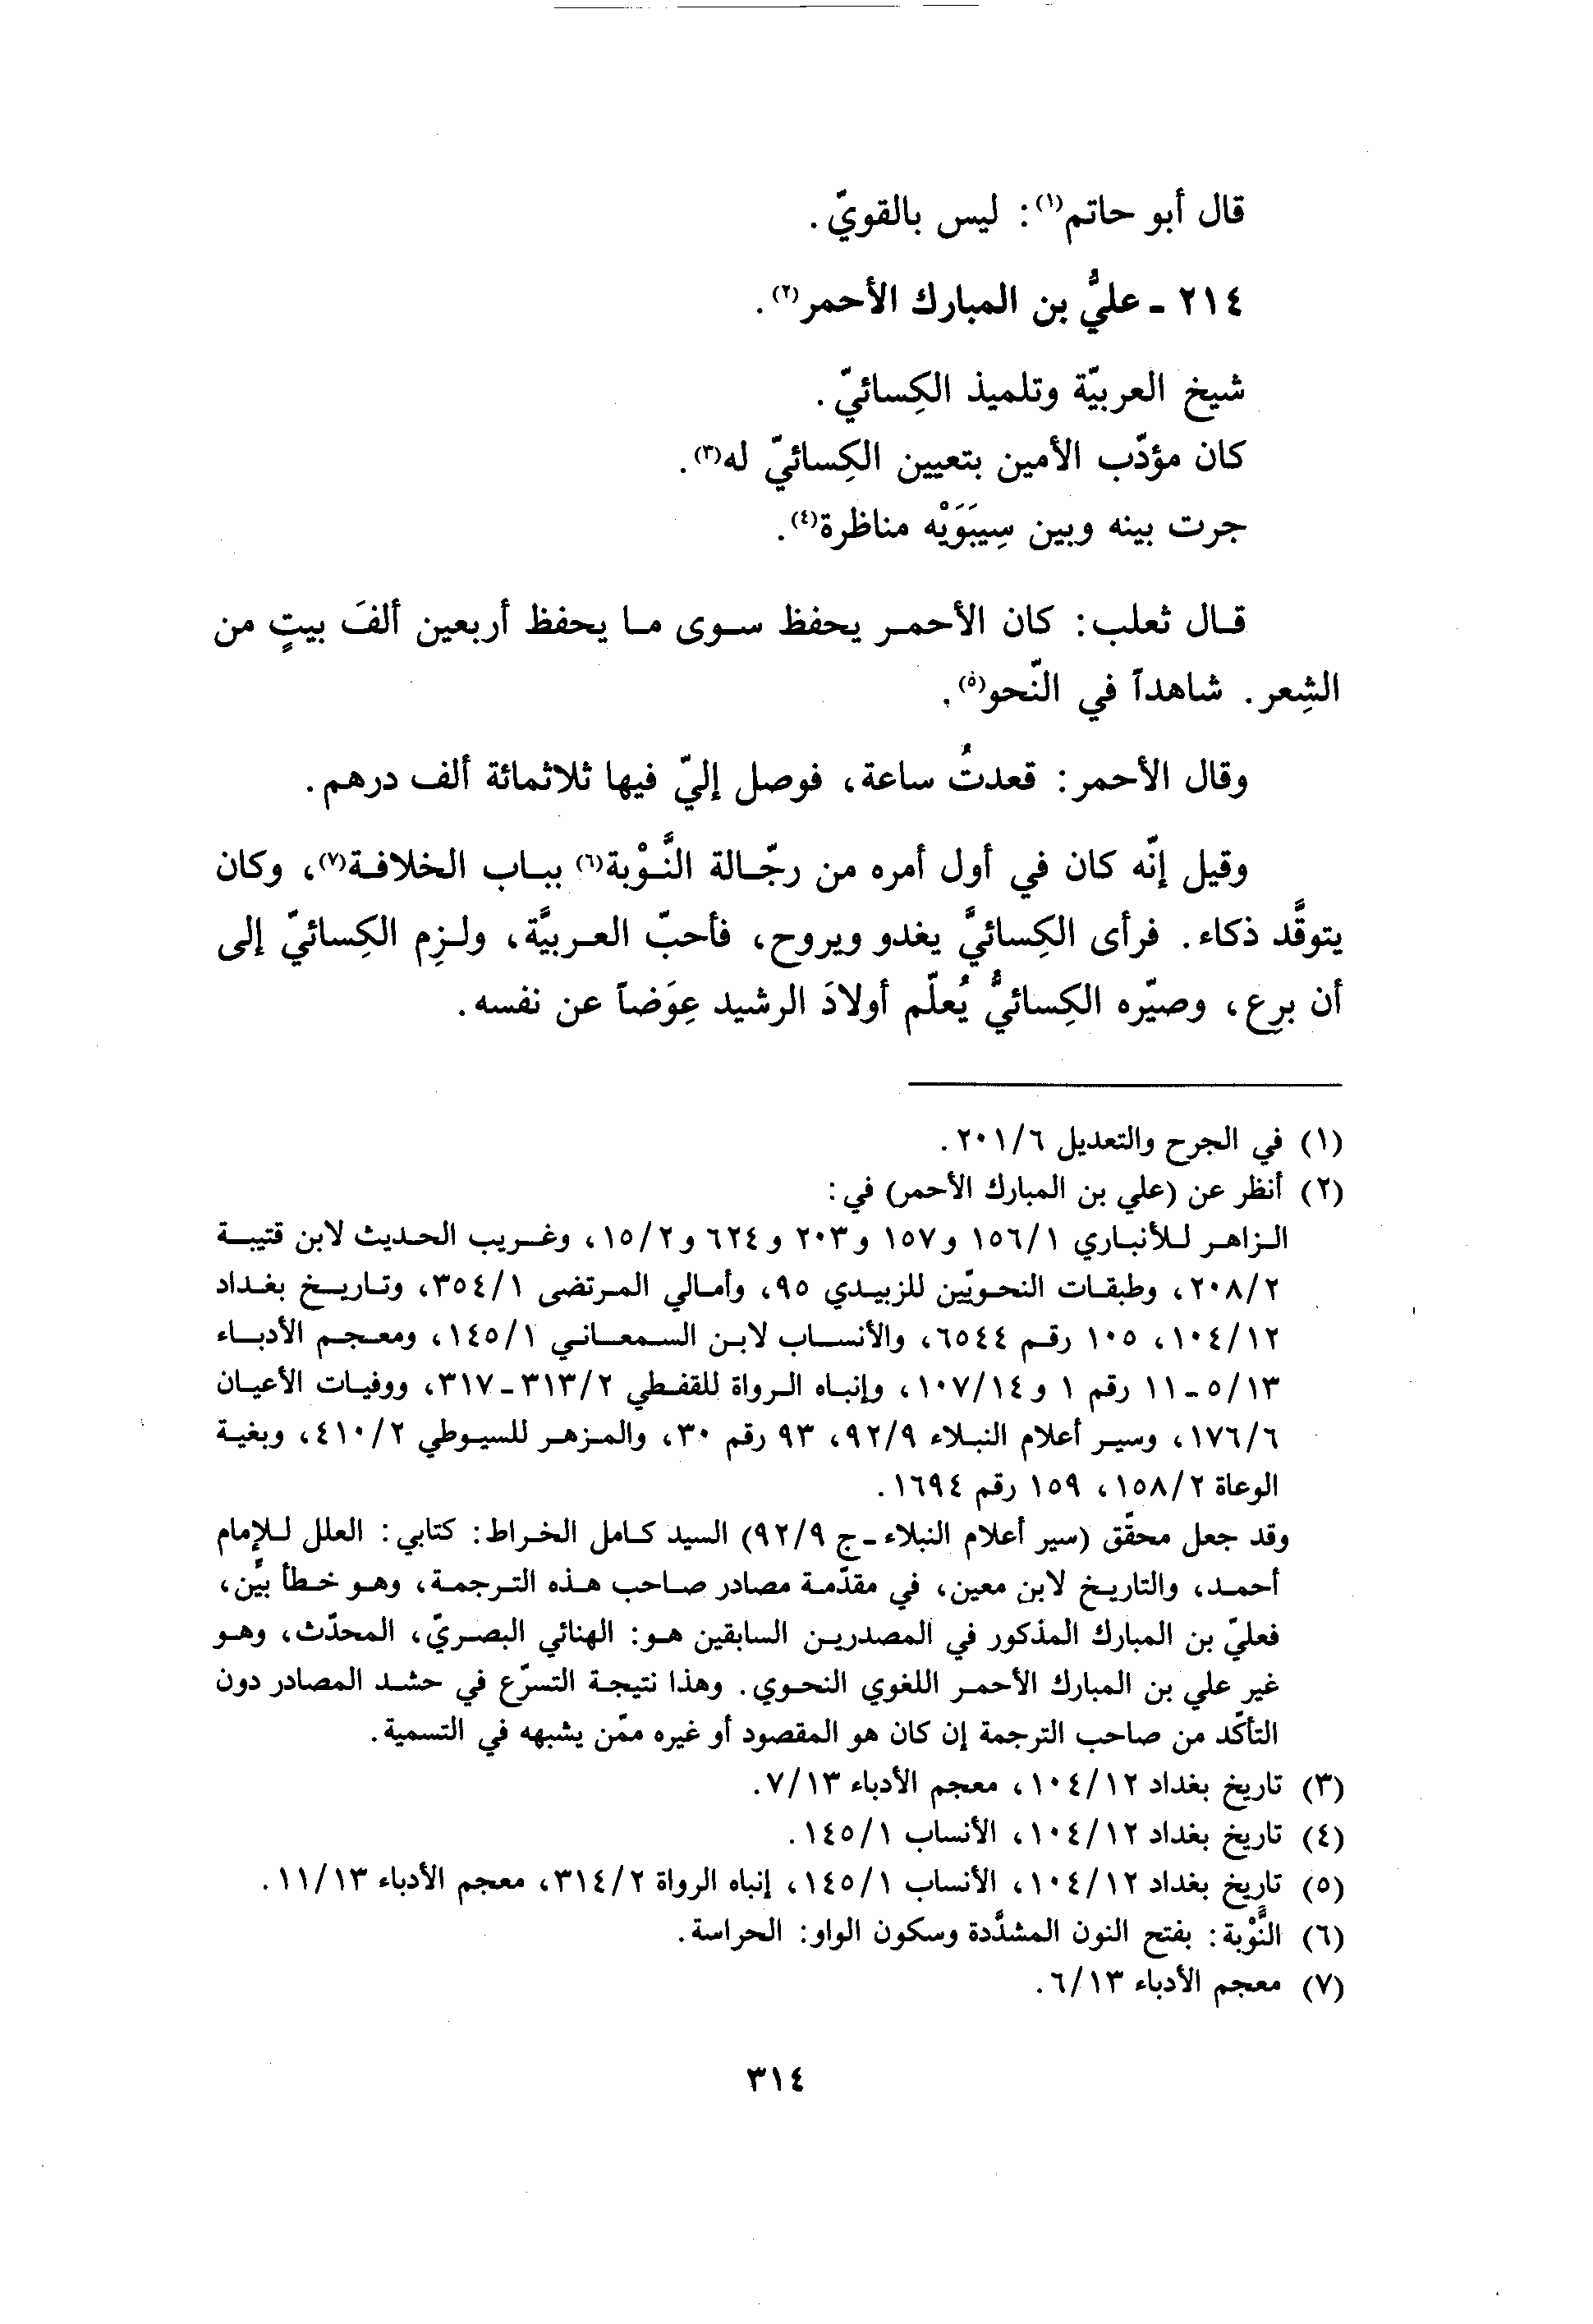 قال أبو حاتم(١): ليس بالقويّ.
٢١٤ ـ عليُّ بن المبارك الأحمر(٢).
شيخ العربيّة وتلميذ الكِسائيّ.
كان مؤدّب الأمين بتعيين الكِسائيّ له(٣).
جرت بينه وبين سِيبَوَيْه مناظرة(٤).
قال ثعلب: كان الأحمر يحفظ سوى ما يحفظ أربعين ألفَ بيتٍ من
الشِعر. شاهداً في النّحو(٥).
وقال الأحمر: قعدتُ ساعة، فوصل إليّ فيها ثلاثمائة ألف درهم.
وقيل إنّه كان في أول أمره من رجّالة النَّوْبة(٦) بباب الخلافة(٧)، وكان
يتوقَّد ذكاء. فرأى الكِسائيَّ يغدو ويروح، فأحبّ العربيَّة، ولزِم الكِسائيّ إلى
أن برع، وصيّره الكِسائيُّ يُعلّم أولادَ الرشيد عِوَضاً عن نفسه.
(١) في الجرح والتعديل ٢٠١/٦.
(٢) أنظر عن (علي بن المبارك الأحمر) في:
الزاهر للأنباري ١٥٦/١ و١٥٧ و٢٠٣ و٦٢٤ و١٥/٢، وغريب الحديث لابن قتيبة
٢٠٨/٢، وطبقات النحويّين للزبيدي ٩٥، وأمالي المرتضى ٣٥٤/١، وتاريخ بغداد
١٠٤/١٢، ١٠٥ رقم ٦٥٤٤، والأنساب لابن السمعاني ١٤٥/١، ومعجم الأدباء
٥/١٣ ـ ١١ رقم ١ و١٠٧/١٤، وإنباه الرواة للقفطي ٣١٣/٢ ـ ٣١٧، ووفيات الأعيان
١٧٦/٦، وسير أعلام النبلاء ٩٢/٩، ٩٣ رقم ٣٠، والمزهر للسيوطي ٤١٠/٢، وبغية
الوعاة ١٥٨/٢، ١٥٩ رقم ١٦٩٤.
وقد جعل محقّق (سير أعلام النبلاء ـ ج ٩٢/٩) السيد كامل الخراط: كتابي: العلل للإمام
أحمد، والتاريخ لابن معين، في مقدّمة مصادر صاحب هذه الترجمة، وهو خطأ بيَّن،
فعليّ بن المبارك المذكور في المصدرين السابقين هو: الهنائي البصريّ، المحدّث، وهو
غير علي بن المبارك الأحمر اللغوي النحوي. وهذا نتيجة التسرّع في حشد المصادر دون
التأكّد من صاحب الترجمة إن كان هو المقصود أو غيره ممّن يشبهه في التسمية.
(٣) تاريخ بغداد ١٠٤/١٢، معجم الأدباء ٧/١٣.
(٤) تاريخ بغداد ١٠٤/١٢، الأنساب ١٤٥/١.
(٥) تاريخ بغداد ١٠٤/١٢، الأنساب ١٤٥/١، إنباه الرواة ٣١٤/٢، معجم الأدباء ١١/١٣.
(٦) النَّوْبة: بفتح النون المشدَّدة وسكون الواو: الحراسة.
(٧) معجم الأدباء ٦/١٣.
٣١٤